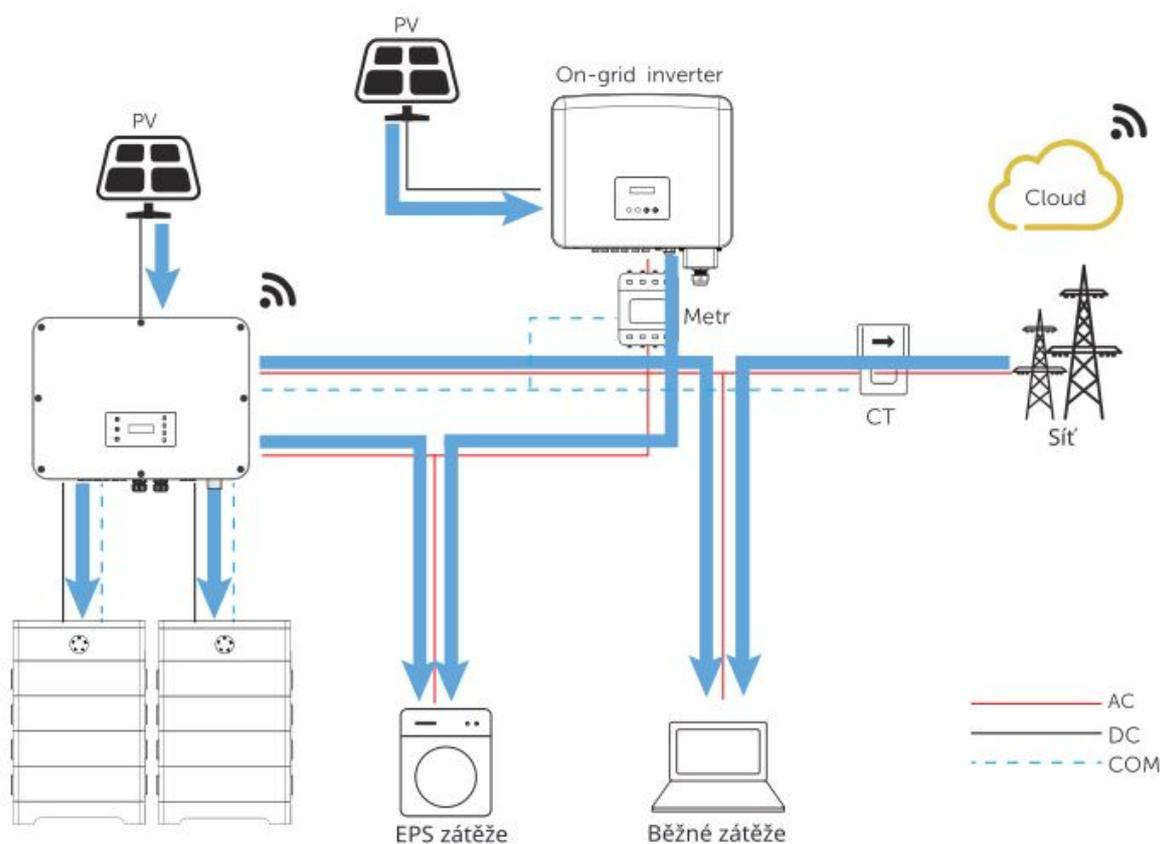 PV
On-grid inverter
PV
Cloud
Metr
CT
Síť
AC
DC
COM
EPS zátěže
Běžné zátěže